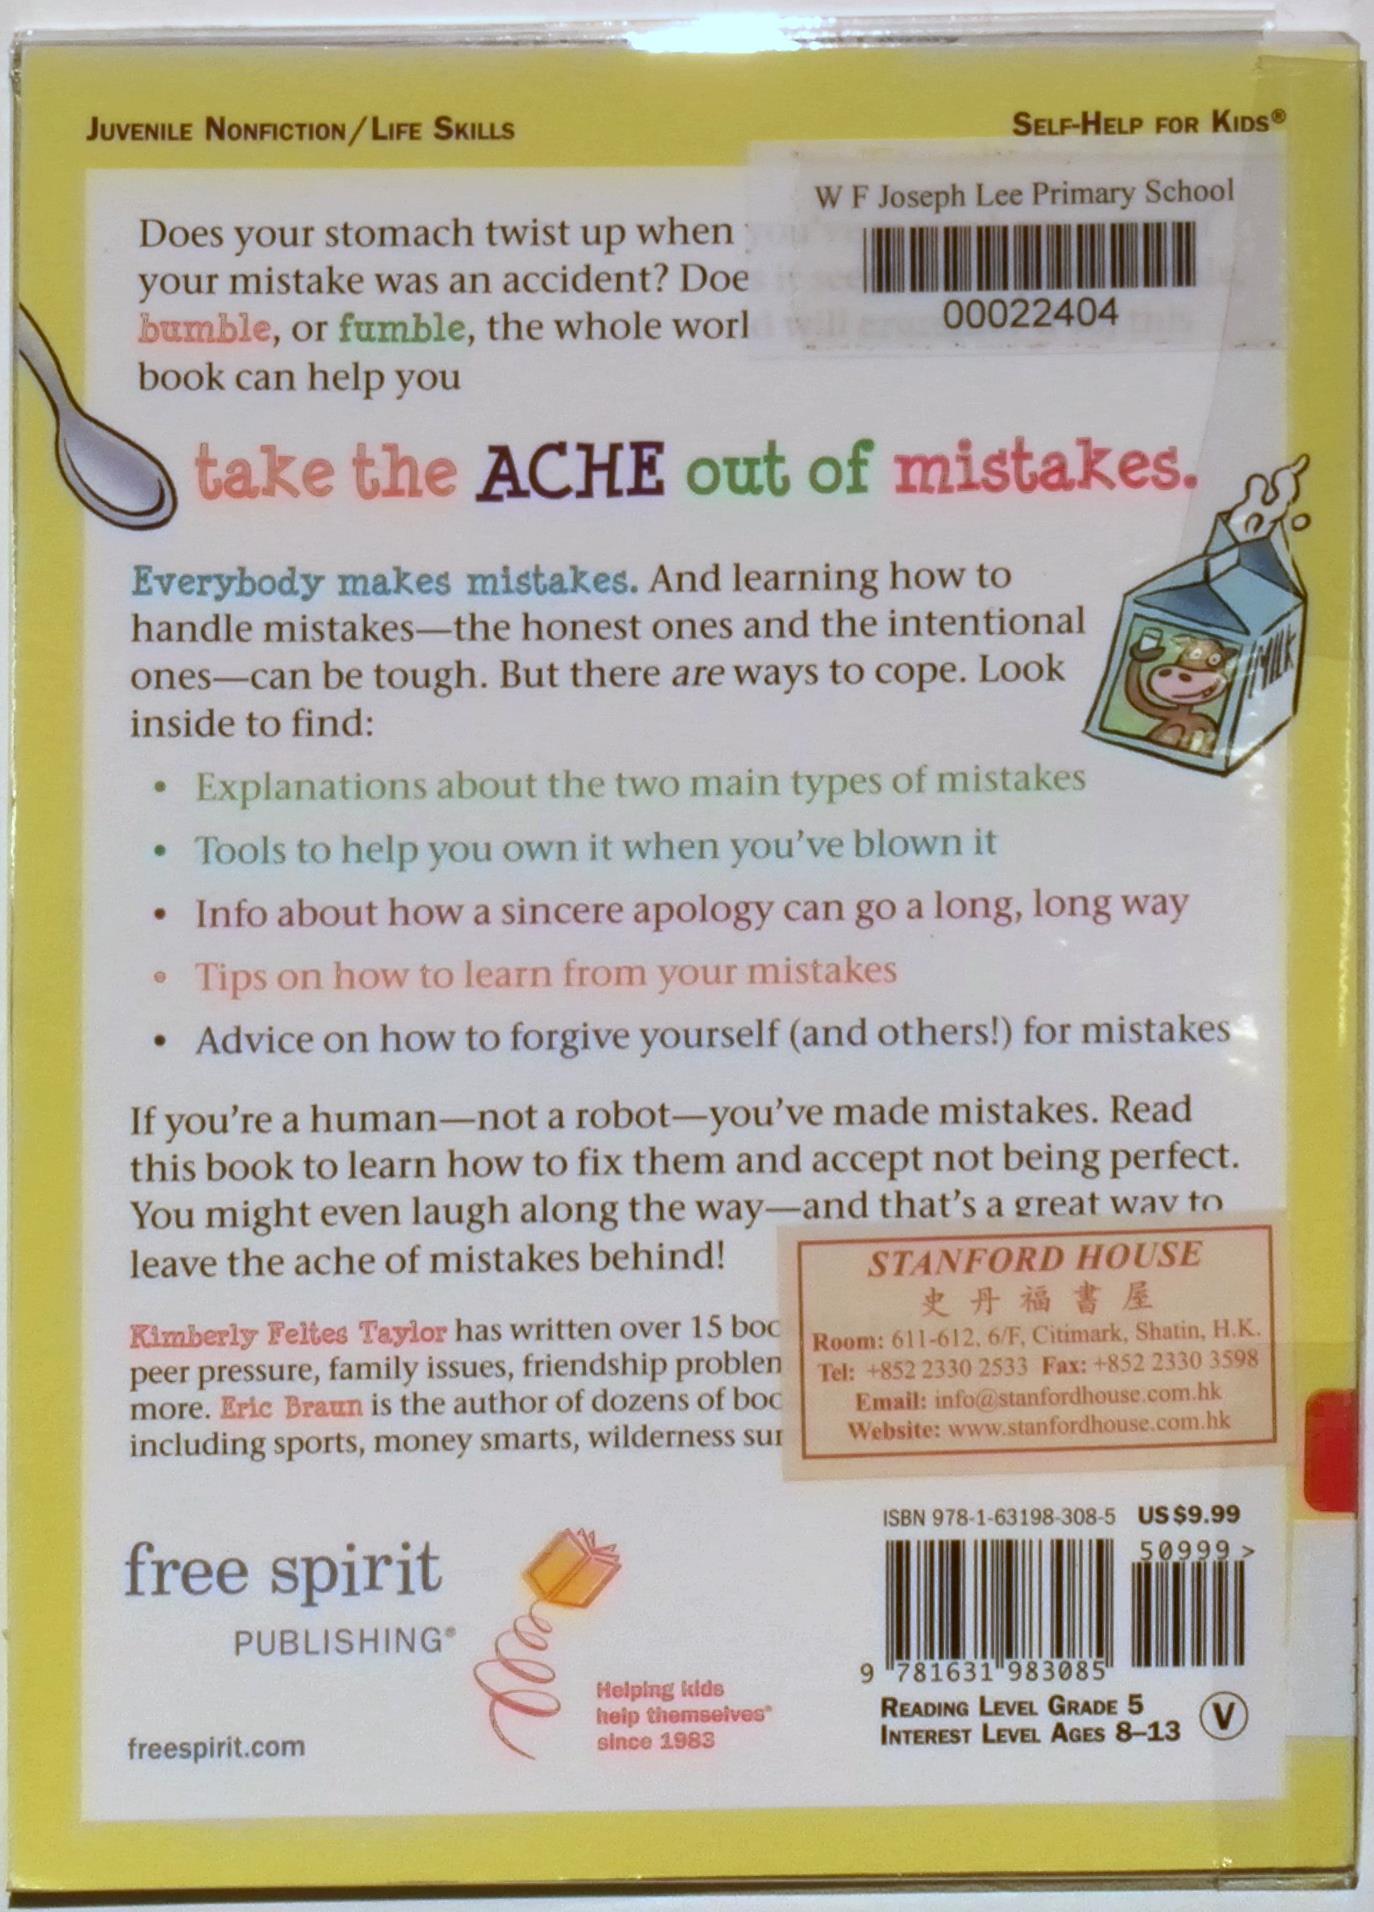 JUVENILE NONFICTION/LIFE SKILLS
SELF-HELP FOR KIDS®
W F Joseph Lee Primary School
00022404
Does your stomach twist up when
your mistake was an accident? Doe
bumble, or fumble, the whole worl
book can help you
take the ACHE out of mistakes.
Everybody makes mistakes. And learning how to
handle mistakes—the honest ones and the intentional
ones—can be tough. But there are ways to cope. Look
inside to find:
MILK
• Explanations about the two main types of mistakes
• Tools to help you own it when you've blown it
• Info about how a sincere apology can go a long, long way
• Tips on how to learn from your mistakes
• Advice on how to forgive yourself (and others!) for mistakes
If you're a human—not a robot—you've made mistakes. Read
this book to learn how to fix them and accept not being perfect.
You might even laugh along the way—and that's a great way to
leave the ache of mistakes behind!
Kimberly Feltes Taylor has written over 15 boo
peer pressure, family issues, friendship problem
more. Eric Braun is the author of dozens of boo
including sports, money smarts, wilderness sur
STANFORD HOUSE
史丹福書屋
Room: 611-612, 6/F, Citimark, Shatin, H.K.
Tel: +852 2330 2533 Fax: +852 2330 3598
Email: info@stanfordhouse.com.hk
Website: www.stanfordhouse.com.hk
free spirit
PUBLISHING®
Helping kids
help themselves®
since 1983
freespirit.com
ISBN 978-1-63198-308-5 US $9.99
50999 >
9 781631 983085
READING LEVEL GRADE 5
INTEREST LEVEL AGES 8–13
V